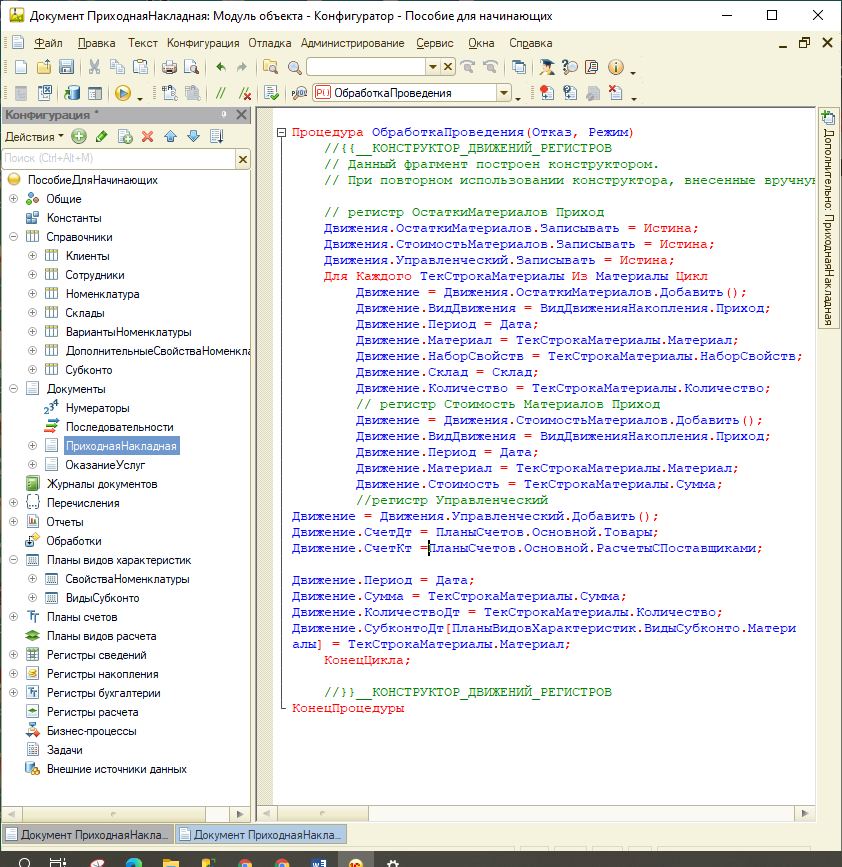 Документ ПриходнаяНакладная: Модуль объекта - Конфигуратор - Пособие для начинающих
Файл Правка Текст Конфигурация Отладка Администрирование Сервис Окна Справка
ОбработкаПроведения
Конфигурация *
Действия
Поиск (Ctrl+Alt+M)
ПособиеДляНачинающих
Общие
Константы
Справочники
Клиенты
Сотрудники
Номенклатура
Склады
ВариантыНоменклатуры
ДополнительныеСвойстваНоменкла
Субконто
Документы
Нумераторы
Последовательности
ПриходнаяНакладная
ОказаниеУслуг
Журналы документов
Перечисления
Отчеты
Обработки
Планы видов характеристик
СвойстваНоменклатуры
ВидыСубконто
Планы счетов
Планы видов расчета
Регистры сведений
Регистры накопления
Регистры бухгалтерии
Регистры расчета
Бизнес-процессы
Задачи
Внешние источники данных
Процедура ОбработкаПроведения(Отказ, Режим)
//{{__КОНСТРУКТОР_ДВИЖЕНИЙ_РЕГИСТРОВ
// Данный фрагмент построен конструктором.
// При повторном использовании конструктора, внесенные вручную
// регистр ОстаткиМатериалов Приход
Движения.ОстаткиМатериалов.Записывать = Истина;
Движения.СтоимостьМатериалов.Записывать = Истина;
Движения.Управленческий.Записывать = Истина;
Для Каждого ТекСтрокаМатериалы Из Материалы Цикл
Движение = Движения.ОстаткиМатериалов.Добавить();
Движение.ВидДвижения = ВидДвиженияНакопления.Приход;
Движение.Период = Дата;
Движение.Материал = ТекСтрокаМатериалы.Материал;
Движение.НаборСвойств = ТекСтрокаМатериалы.НаборСвойств;
Движение.Склад = Склад;
Движение.Количество = ТекСтрокаМатериалы.Количество;
// регистр Стоимость Материалов Приход
Движение = Движения.СтоимостьМатериалов.Добавить();
Движение.ВидДвижения = ВидДвиженияНакопления.Приход;
Движение.Период = Дата;
Движение.Материал = ТекСтрокаМатериалы.Материал;
Движение.Стоимость = ТекСтрокаМатериалы.Сумма;
//регистр Управленческий
Движение = Движения.Управленческий.Добавить();
Движение.СчетДт = ПланыСчетов.Основной.Товары;
Движение.СчетКт =ПланыСчетов.Основной.РасчетыСПоставщиками;
Движение.Период = Дата;
Движение.Сумма = ТекСтрокаМатериалы.Сумма;
Движение.КоличествоДт = ТекСтрокаМатериалы.Количество;
Движение.СубконтоДт[ПланыВидовХарактеристик.ВидыСубконто.Матери
алы] = ТекСтрокаМатериалы.Материал;
КонецЦикла;
//}}__КОНСТРУКТОР_ДВИЖЕНИЙ_РЕГИСТРОВ
КонецПроцедуры
Дополнительно: ПриходнаяНакладная
Документ ПриходнаяНакла...
Документ ПриходнаяНакла...